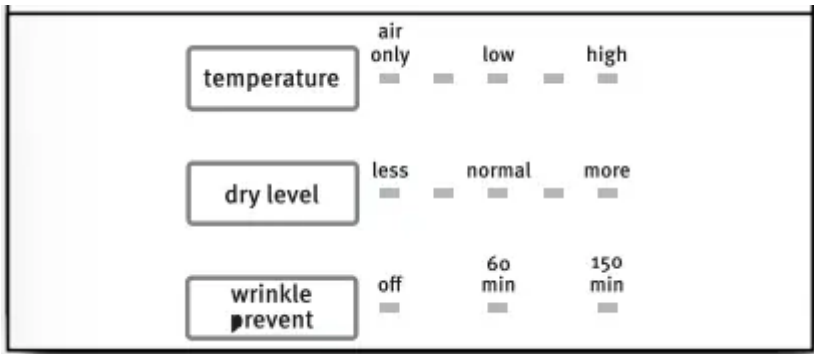 air
only low high
temperature
less normal more
dry level
60 150
off min min
wrinkle
prevent